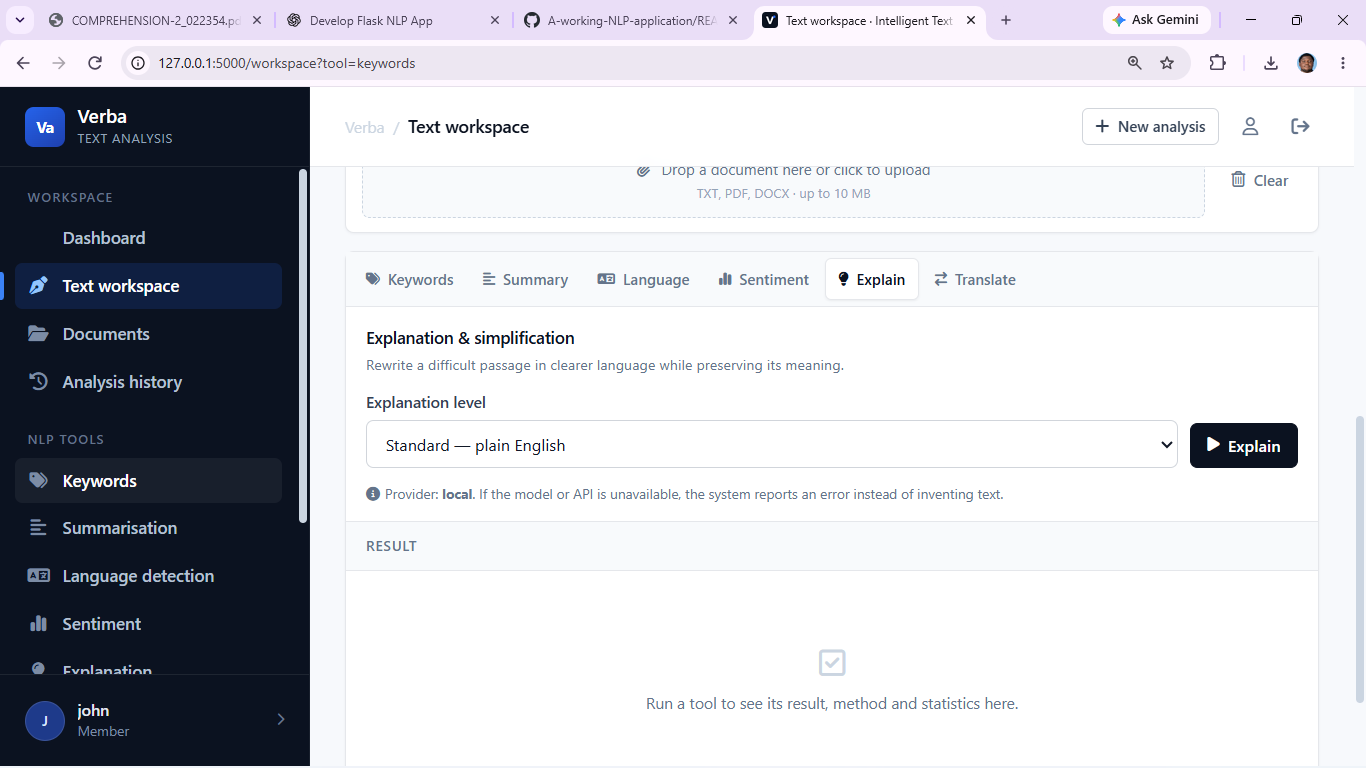 COMPREHENSION-2_022354.pd
Develop Flask NLP App
A-working-NLP-application/REA
Text workspace · Intelligent Text
Ask Gemini
127.0.0.1:5000/workspace?tool=keywords
Va
Verba
TEXT ANALYSIS
WORKSPACE
Dashboard
Text workspace
Documents
Analysis history
NLP TOOLS
Keywords
Summarisation
Language detection
Sentiment
Explanation
J
john
Member
Verba / Text workspace
New analysis
Drop a document here or click to upload
TXT, PDF, DOCX · up to 10 MB
Clear
Keywords
Summary
Language
Sentiment
Explain
Translate
Explanation & simplification
Rewrite a difficult passage in clearer language while preserving its meaning.
Explanation level
Standard — plain English
Explain
Provider: local. If the model or API is unavailable, the system reports an error instead of inventing text.
RESULT
Run a tool to see its result, method and statistics here.